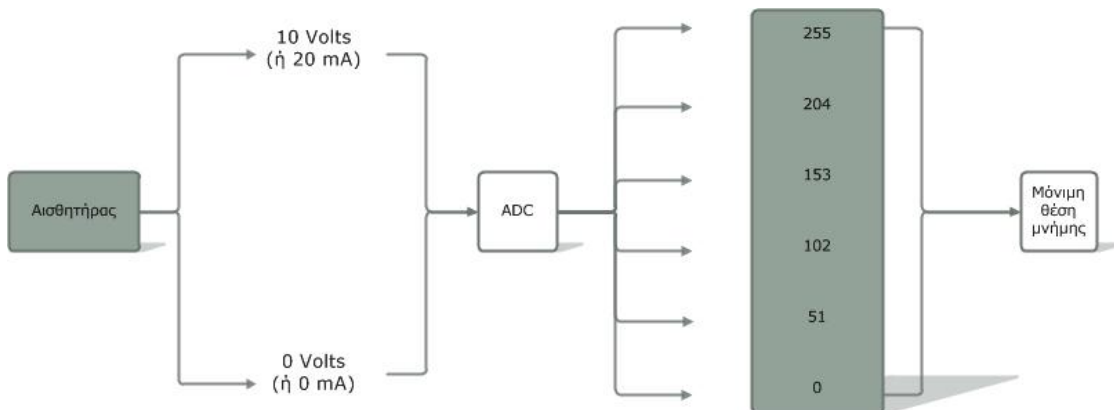 Αισθητήρας
10 Volts
(ή 20 mA)
0 Volts
(ή 0 mA)
ADC
255
204
153
102
51
0
Μόνιμη
θέση
μνήμης